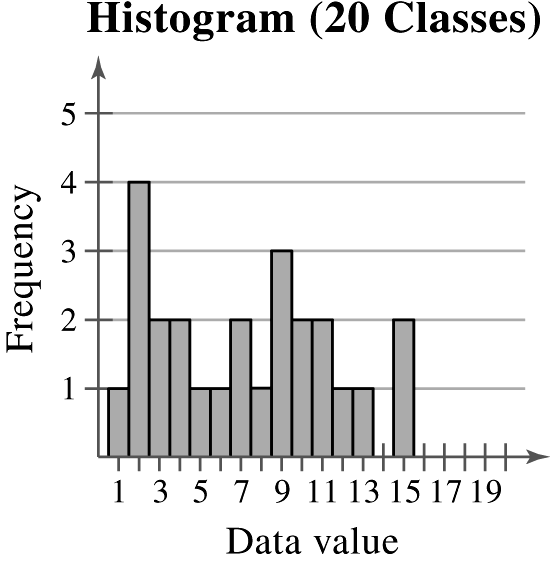 Histogram (20 Classes)
Frequency
5
4
3
2
1
1 3 5 7 9 11 13 15 17 19
Data value